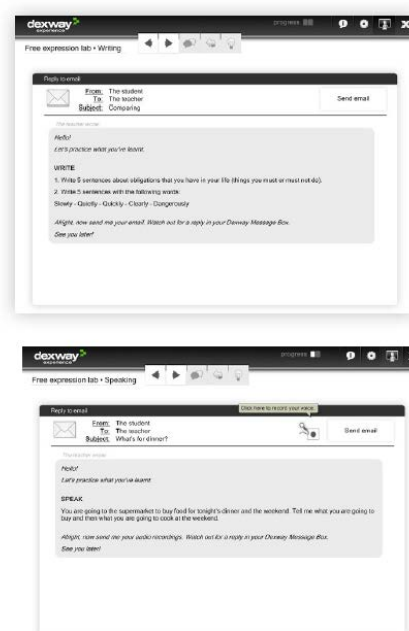 dexway
experience
progress
Free expression lab • Writing
Reply to email
From: The student
To: The teacher
Subject: Comparing
Send email
The teacher wrote:
Hello!
Let's practice what you've learnt.
WRITE
1. Write 5 sentences about obligations that you have in your life (things you must or must not do).
2. Write 5 sentences with the following words:
Slowly - Quietly - Quickly - Clearly - Dangerously
Alright, now send me your email. Watch out for a reply in your Dexway Message Box.
See you later!
dexway
experience
progress
Free expression lab • Speaking
Reply to email
Click here to record your voice.
From: The student
To: The teacher
Subject: What's for dinner?
Send email
The teacher wrote:
Hello!
Let's practice what you've learnt.
SPEAK
You are going to the supermarket to buy food for tonight's dinner and the weekend. Tell me what you are going to
buy and then what you are going to cook at the weekend.
Alright, now send me your audio recordings. Watch out for a reply in your Dexway Message Box.
See you later!